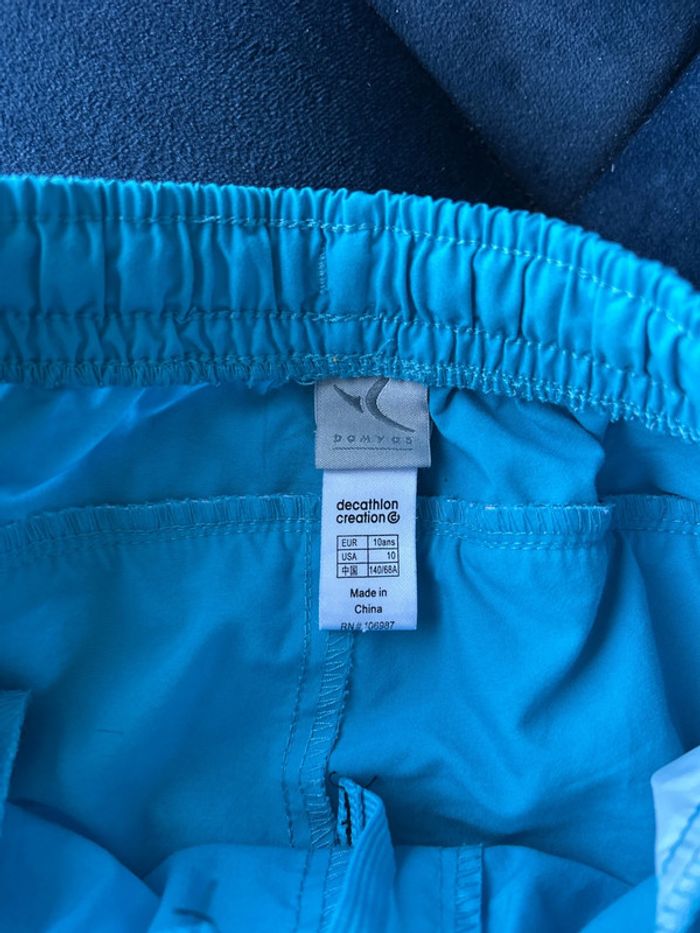 DOMYOS
decathlon
creation
EUR 10ans
USA 10
中国 140/68A
Made in
China
RN# 106987